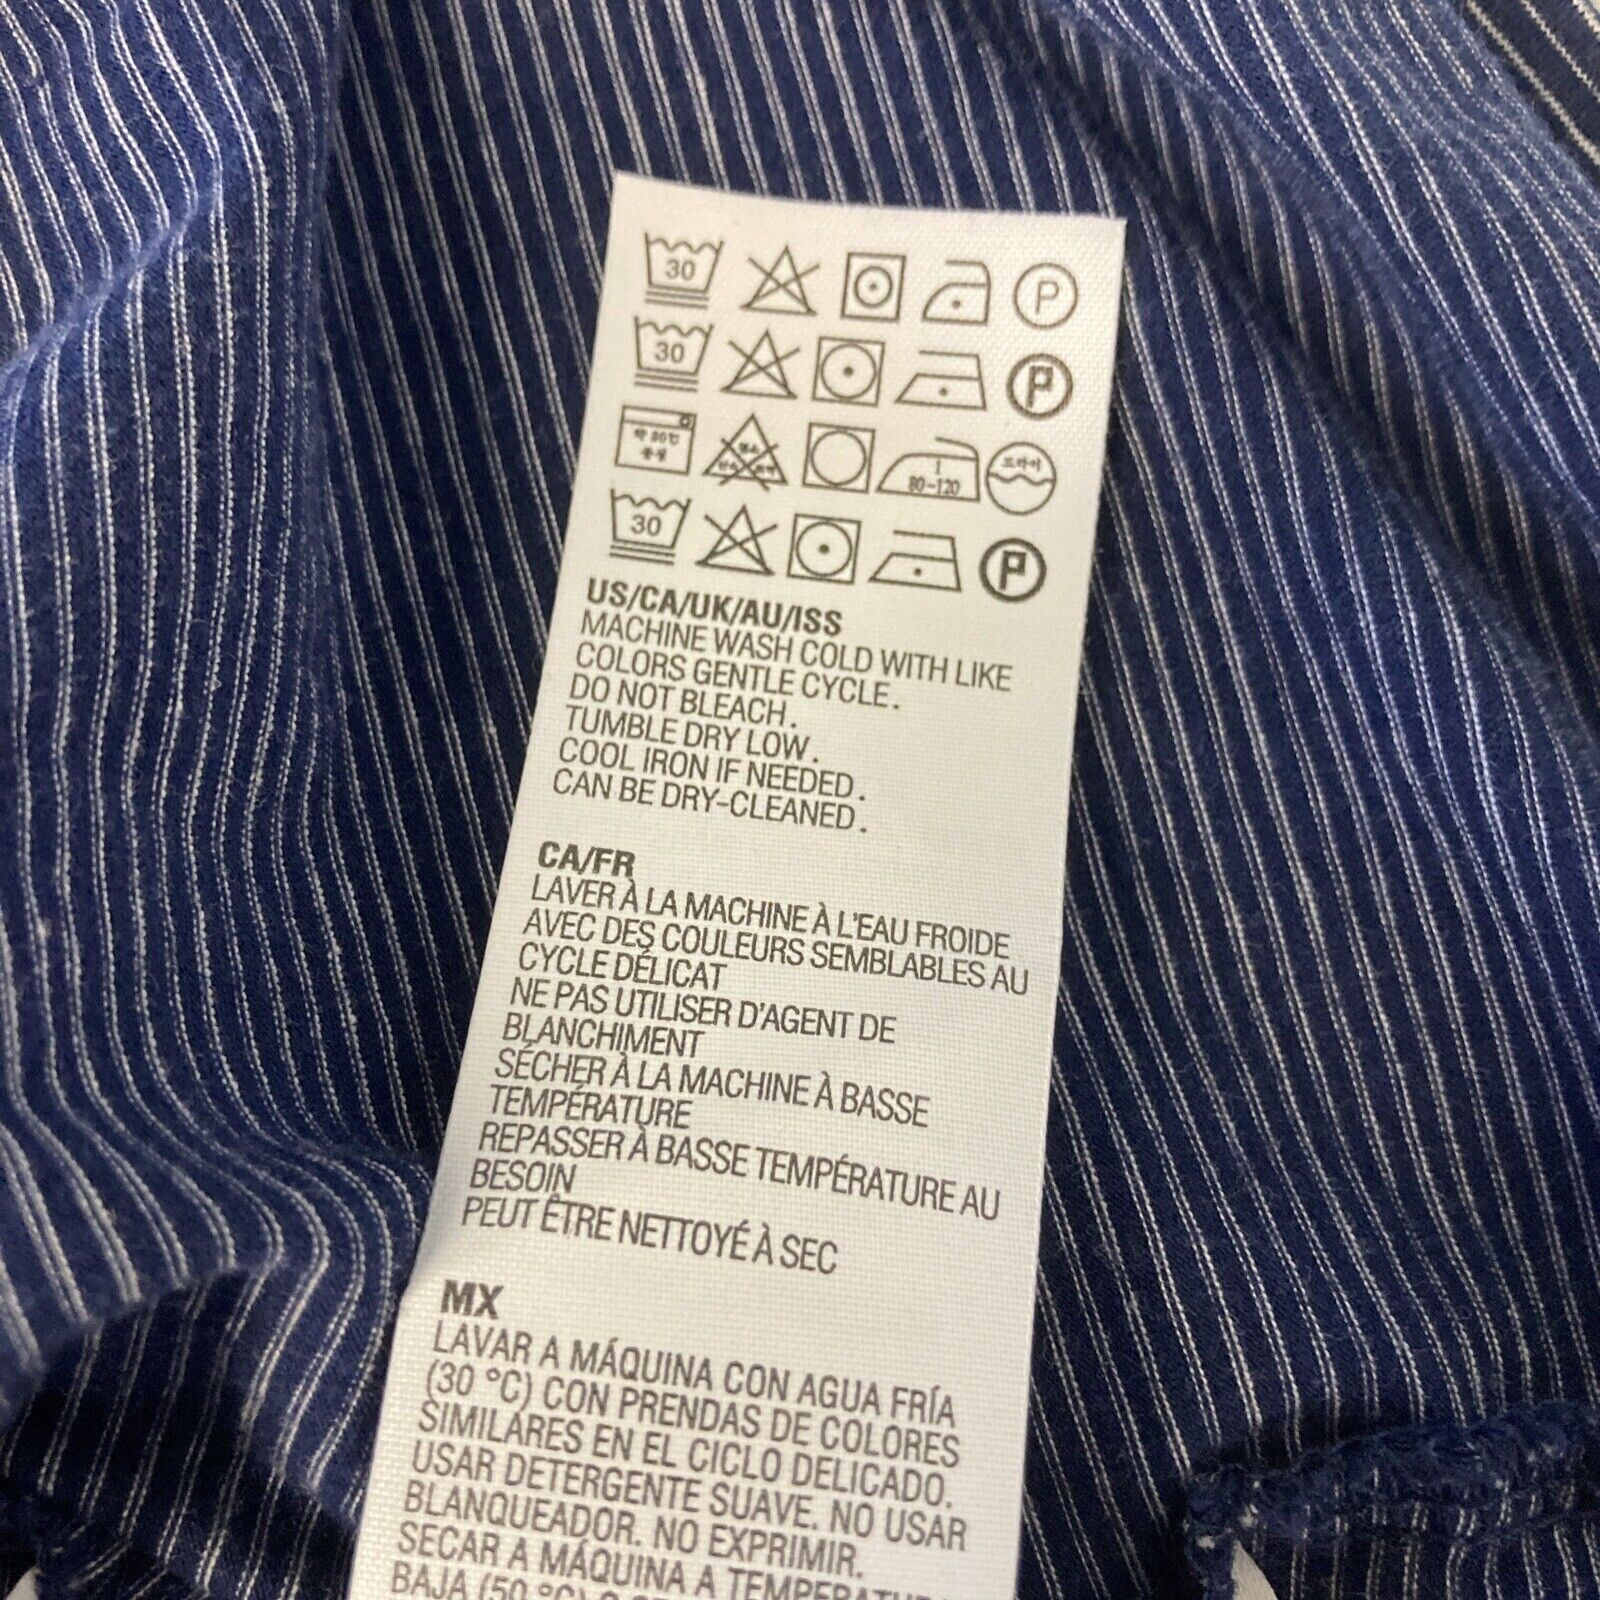 30 P
30 P
80~120
30 P
US/CA/UK/AU/ISS
MACHINE WASH COLD WITH LIKE
COLORS GENTLE CYCLE.
DO NOT BLEACH.
TUMBLE DRY LOW.
COOL IRON IF NEEDED.
CAN BE DRY-CLEANED.
CA/FR
LAVER À LA MACHINE À L'EAU FROIDE
AVEC DES COULEURS SEMBLABLES AU
CYCLE DÉLICAT
NE PAS UTILISER D'AGENT DE
BLANCHIMENT
SÉCHER À LA MACHINE À BASSE
TEMPÉRATURE
REPASSER À BASSE TEMPÉRATURE AU
BESOIN
PEUT ÊTRE NETTOYÉ À SEC
MX
LAVAR A MÁQUINA CON AGUA FRÍA
(30 °C) CON PRENDAS DE COLORES
SIMILARES EN EL CICLO DELICADO.
USAR DETERGENTE SUAVE. NO USAR
BLANQUEADOR. NO EXPRIMIR.
SECAR A MÁQUINA A TEMPERATURA
BAJA (50 °C)